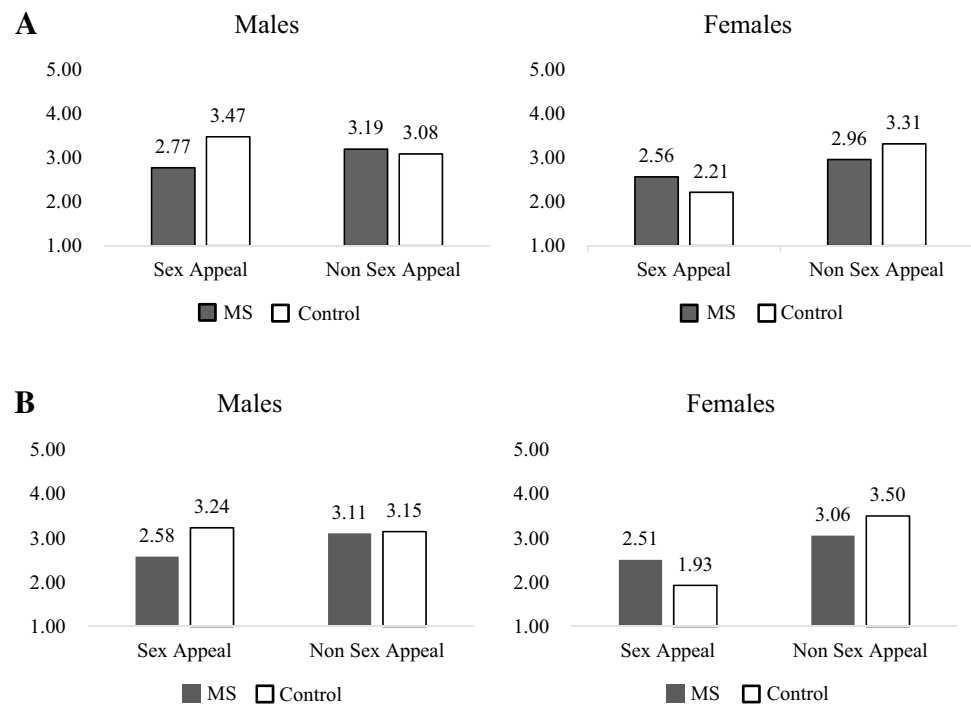 A
Males
5.00
4.00
3.00
2.00
1.00
2.77
3.47
3.19
3.08
Sex Appeal
Non Sex Appeal
MS
Control
Females
5.00
4.00
3.00
2.00
1.00
2.56
2.21
2.96
3.31
Sex Appeal
Non Sex Appeal
MS
Control
B
Males
5.00
4.00
3.00
2.00
1.00
2.58
3.24
3.11
3.15
Sex Appeal
Non Sex Appeal
MS
Control
Females
5.00
4.00
3.00
2.00
1.00
2.51
1.93
3.06
3.50
Sex Appeal
Non Sex Appeal
MS
Control